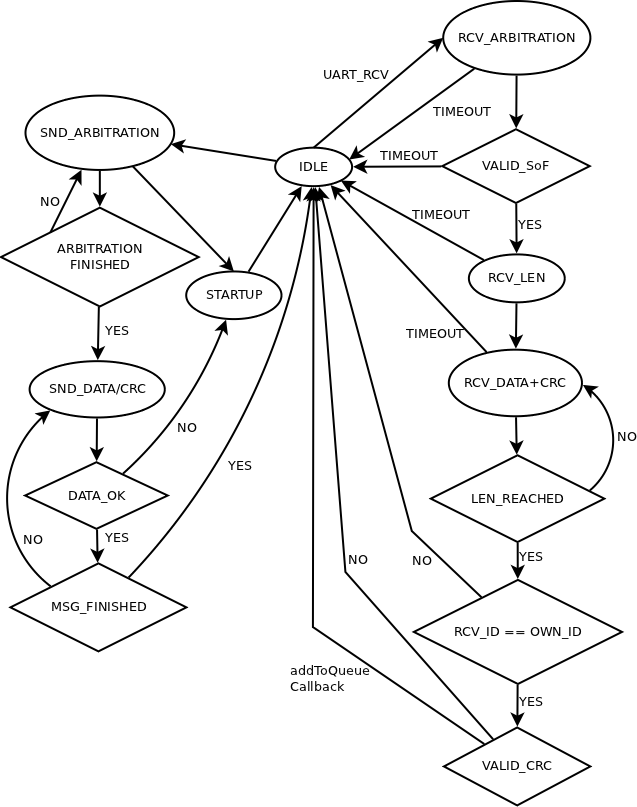 RCV_ARBITRATION
UART_RCV
TIMEOUT
SND_ARBITRATION
IDLE
TIMEOUT
VALID_SoF
NO
TIMEOUT
YES
ARBITRATION
FINISHED
RCV_LEN
STARTUP
YES
TIMEOUT
SND_DATA/CRC
RCV_DATA+CRC
NO
NO
YES
DATA_OK
LEN_REACHED
NO
YES
NO
NO
YES
MSG_FINISHED
RCV_ID == OWN_ID
addToQueue
Callback
YES
VALID_CRC